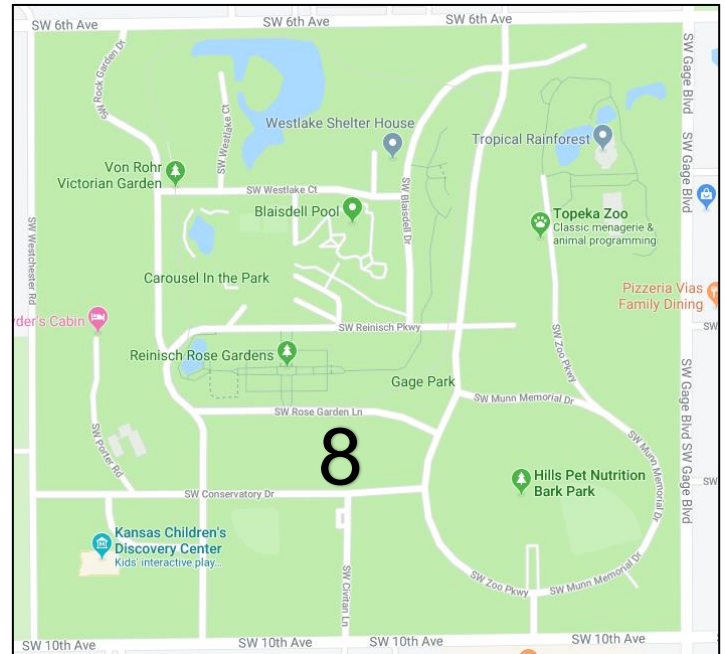 SW 6th Ave
SW 6th Ave
SW 6th Ave
SW Rock Garden Dr
SW Westlake Ct
SW Gage Blvd
SW Gage Blvd
Westlake Shelter House
Tropical Rainforest
Von Rohr
Victorian Garden
SW Westlake Ct
SW Blaisdell Dr
Blaisdell Pool
Topeka Zoo
Classic menagerie &
animal programming
SW Westchester Rd
Carousel In the Park
Pizzeria Vias
Family Dining
yder's Cabin
SW Reinisch Pkwy
SW
Reinisch Rose Gardens
SW Zoo Pkwy
Gage Park
SW Gage Blvd SW Gage Blvd
SW Munn Memorial Dr
SW Rose Garden Ln
SW Porter Rd
8
SW Munn Memorial Dr
Hills Pet Nutrition
Bark Park
SW
SW Conservatory Dr
Kansas Children's
Discovery Center
Kids' interactive play...
SW Civitan Ln
SW Zoo Pkwy
SW Munn Memorial Dr
SW 10th Ave
SW 10th Ave
SW 10th Ave
SW 10th Ave